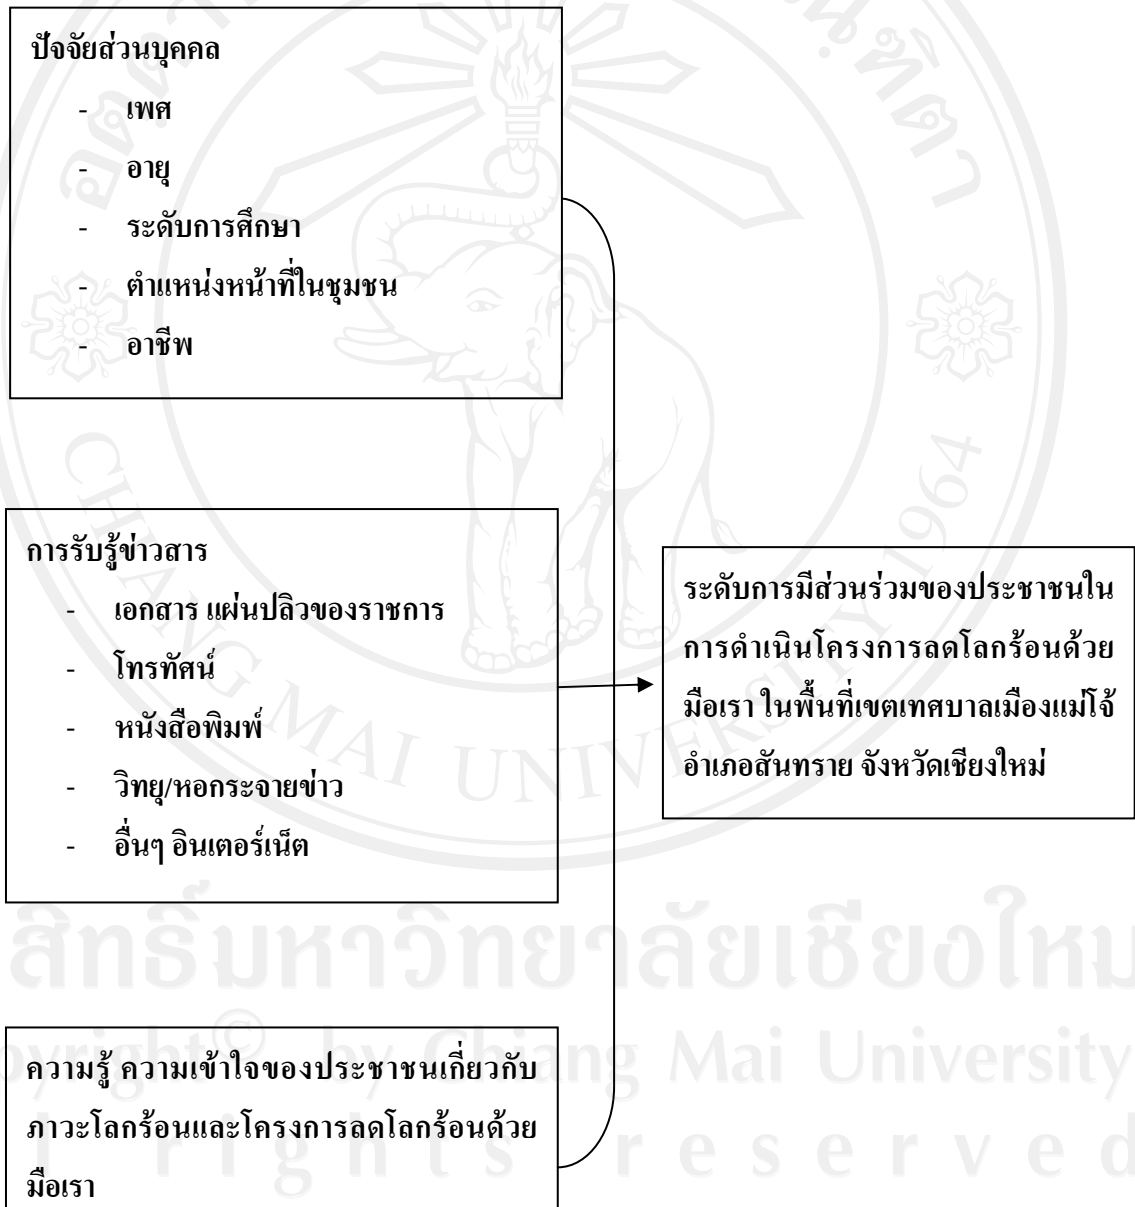 ปัจจัยส่วนบุคคล
- เพศ
- อายุ
- ระดับการศึกษา
- ตำแหน่งหน้าที่ในชุมชน
- อาชีพ
การรับรู้ข่าวสาร
- เอกสาร แผ่นปลิวของราชการ
- โทรทัศน์
- หนังสือพิมพ์
- วิทยุ/หอกระจายข่าว
- อื่นๆ อินเตอร์เน็ต
ความรู้ ความเข้าใจของประชาชนเกี่ยวกับ
ภาวะโลกร้อนและโครงการลดโลกร้อนด้วย
มือเรา
ระดับการมีส่วนร่วมของประชาชนใน
การดำเนินโครงการลดโลกร้อนด้วย
มือเรา ในพื้นที่เขตเทศบาลเมืองแม่โจ้
อำเภอสันทราย จังหวัดเชียงใหม่
CHIANG MAI UNIVERSITY 1964
สิทธิ์มหาวิทยาลัยเชียงใหม
opyright© by Chiang Mai University
l rights reserved